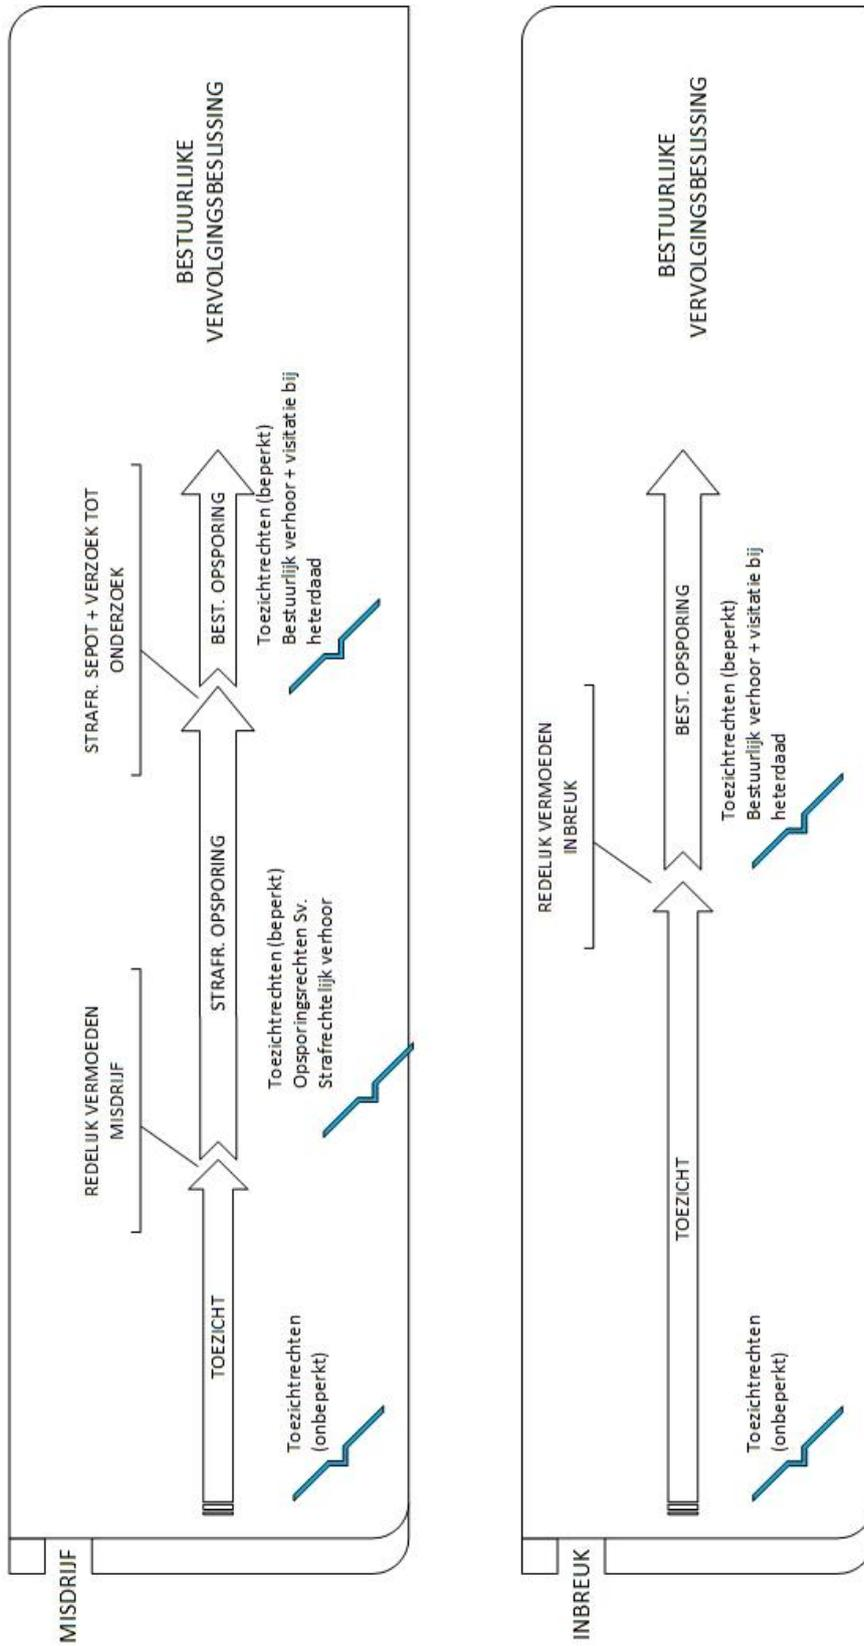 MISDRIJF
TOEZICHT
Toezichtrechten
(onbeperkt)
REDELIJK VERMOEDEN
MISDRIJF
STRAFR. OPSPORING
Toezichtrechten (beperkt)
Opsporingsrechten Sv.
Strafrechtelijk verhoor
STRAFR. SEPOT + VERZOEK TOT
ONDERZOEK
BEST. OPSPORING
Toezichtrechten (beperkt)
Bestuurlijk verhoor + visitatie bij
heterdaad
BESTUURLIJKE
VERVOLGINGSBESLISSING
INBREUK
TOEZICHT
Toezichtrechten
(onbeperkt)
REDELIJK VERMOEDEN
INBREUK
BEST. OPSPORING
Toezichtrechten (beperkt)
Bestuurlijk verhoor + visitatie bij
heterdaad
BESTUURLIJKE
VERVOLGINGSBESLISSING